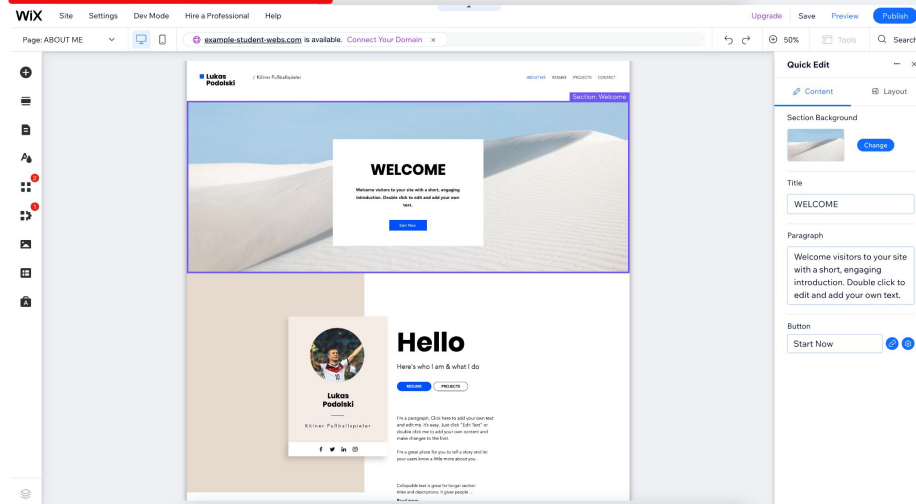 WiX Site Settings Dev Mode Hire a Professional Help Upgrade Save Preview Publish
Page: ABOUT ME example-student-webs.com is available. Connect Your Domain × 50% Tools Search
Quick Edit
Content Layout
Lukas
Podolski
/ Kölner Fußballspieler
ABOUT ME RESUME PROJECTS CONTACT
Section: Welcome
WELCOME
Welcome visitors to your site with a short, engaging
introduction. Double click to edit and add your own
text.
Start Now
Section Background
Change
Title
WELCOME
Paragraph
Welcome visitors to your site
with a short, engaging
introduction. Double click to
edit and add your own text.
Button
Start Now
2
1
A
Lukas
Podolski
Kölner Fußballspieler
Hello
Here's who I am & what I do
RESUME PROJECTS
I'm a paragraph. Click here to add your own text
and edit me. It's easy. Just click "Edit Text" or
double click me to add your own content and
make changes to the font.
I'm a great place for you to tell a story and let
your users know a little more about you.
Collapsible text is great for longer section
titles and descriptions. It gives people ...
Read more